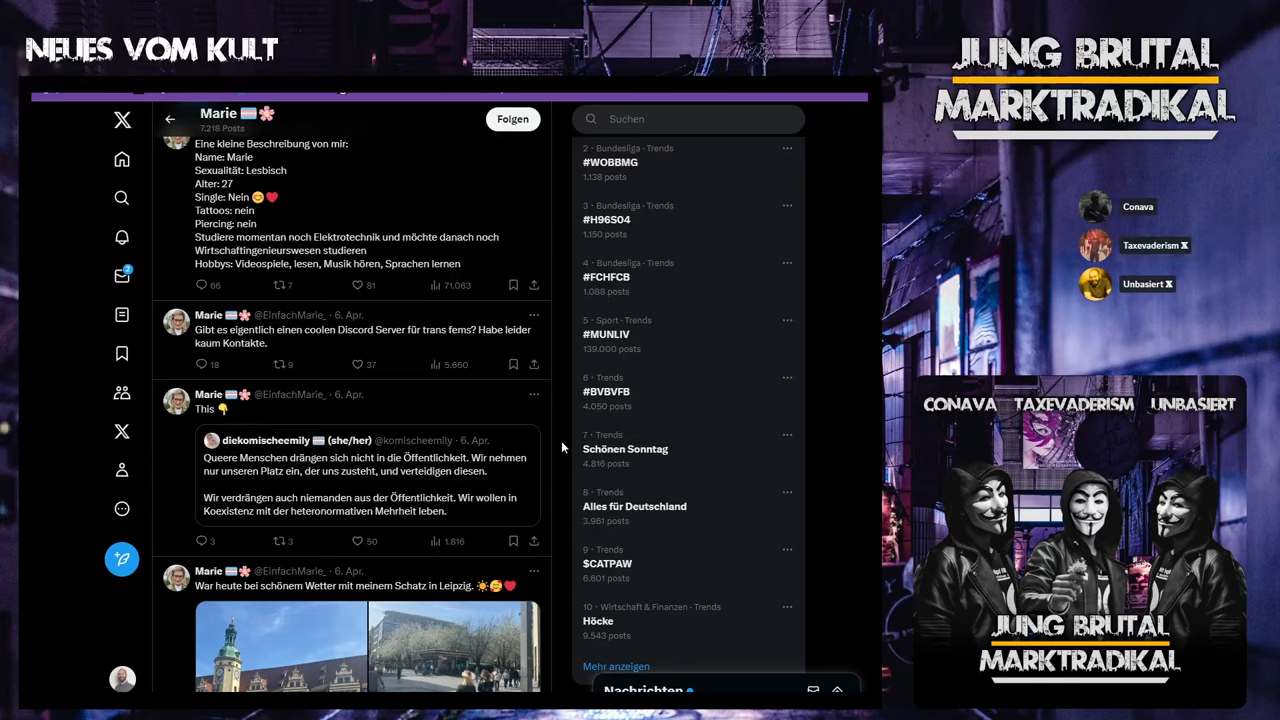 NEUES VOM KULT
JUNG BRUTAL
MARKTRADIKAL
Marie
7.218 Posts
Folgen
Eine kleine Beschreibung von mir:
Name: Marie
Sexualität: Lesbisch
Alter: 27
Single: Nein 😊❤️
Tattoos: nein
Piercing: nein
Studiere momentan noch Elektrotechnik und möchte danach noch
Wirtschaftingenieurswesen studieren
Hobbys: Videospiele, lesen, Musik hören, Sprachen lernen
66 7 81 71.063
Marie @EinfachMarie_ · 6. Apr.
Gibt es eigentlich einen coolen Discord Server für trans fems? Habe leider
kaum Kontakte.
18 9 37 5.660
Marie @EinfachMarie_ · 6. Apr.
This 👇
diekomischeemily (she/her) @komischeemily · 6. Apr.
Queere Menschen drängen sich nicht in die Öffentlichkeit. Wir nehmen
nur unseren Platz ein, der uns zusteht, und verteidigen diesen.
Wir verdrängen auch niemanden aus der Öffentlichkeit. Wir wollen in
Koexistenz mit der heteronormativen Mehrheit leben.
3 3 50 1.816
Marie @EinfachMarie_ · 6. Apr.
War heute bei schönem Wetter mit meinem Schatz in Leipzig. ☀️🥰❤️
2
Suchen
2 · Bundesliga · Trends
#WOBBMG
1.138 posts
3 · Bundesliga · Trends
#H96S04
1.150 posts
4 · Bundesliga · Trends
#FCHFCB
1.088 posts
5 · Sport · Trends
#MUNLIV
139.000 posts
6 · Trends
#BVBVFB
4.050 posts
7 · Trends
Schönen Sonntag
4.816 posts
8 · Trends
Alles für Deutschland
3.961 posts
9 · Trends
$CATPAW
6.601 posts
10 · Wirtschaft & Finanzen · Trends
Höcke
9.543 posts
Mehr anzeigen
Nachrichten
Conava
Taxevaderism X
Unbasiert X
CONAVA TAXEVADERISM UNBASIERT
JUNG BRUTAL
MARKTRADIKAL